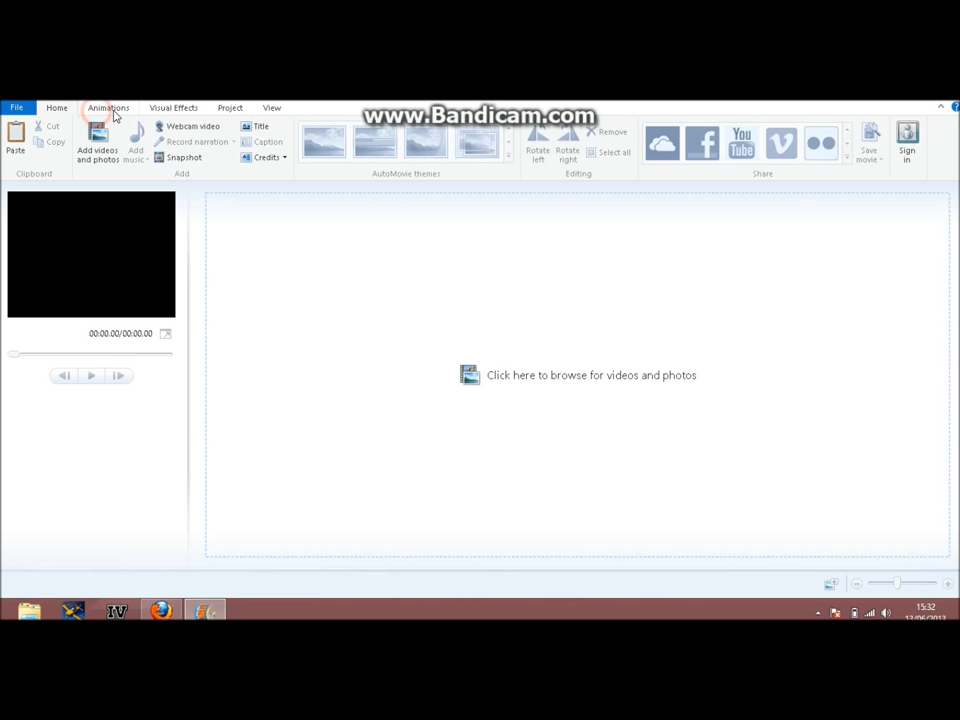 www.Bandicam.com
File Home Animations Visual Effects Project View
Paste
Cut
Copy
Clipboard
Add videos
and photos
Add
music
Webcam video
Record narration
Snapshot
Title
Caption
Credits
Add
AutoMovie themes
Rotate
left
Rotate
right
Remove
Select all
Editing
You
Tube
Share
Save
movie
Sign
in
00:00.00/00:00.00
Click here to browse for videos and photos
IV
15:32